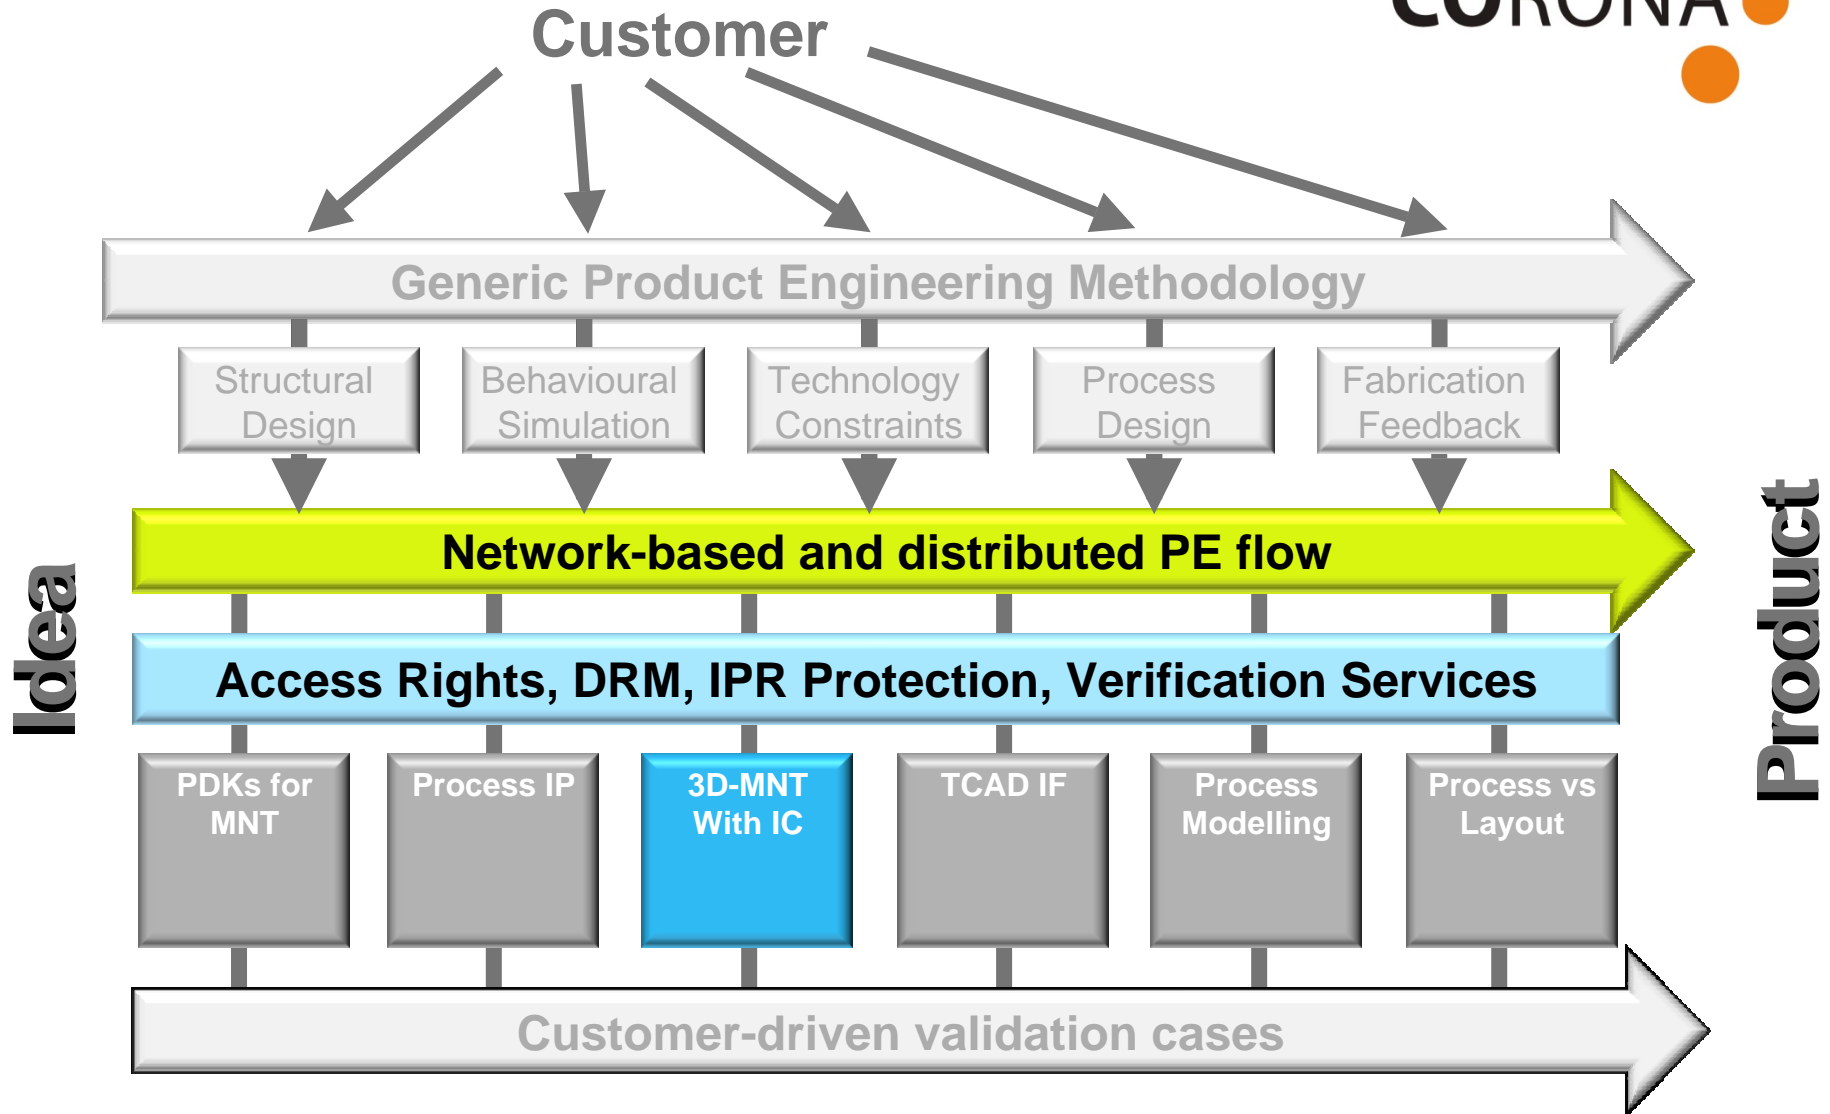 CORONA
Customer
Generic Product Engineering Methodology
Structural
Design
Behavioural
Simulation
Technology
Constraints
Process
Design
Fabrication
Feedback
Network-based and distributed PE flow
Idea
Product
Access Rights, DRM, IPR Protection, Verification Services
PDKs for
MNT
Process IP
3D-MNT
With IC
TCAD IF
Process
Modelling
Process vs
Layout
Customer-driven validation cases